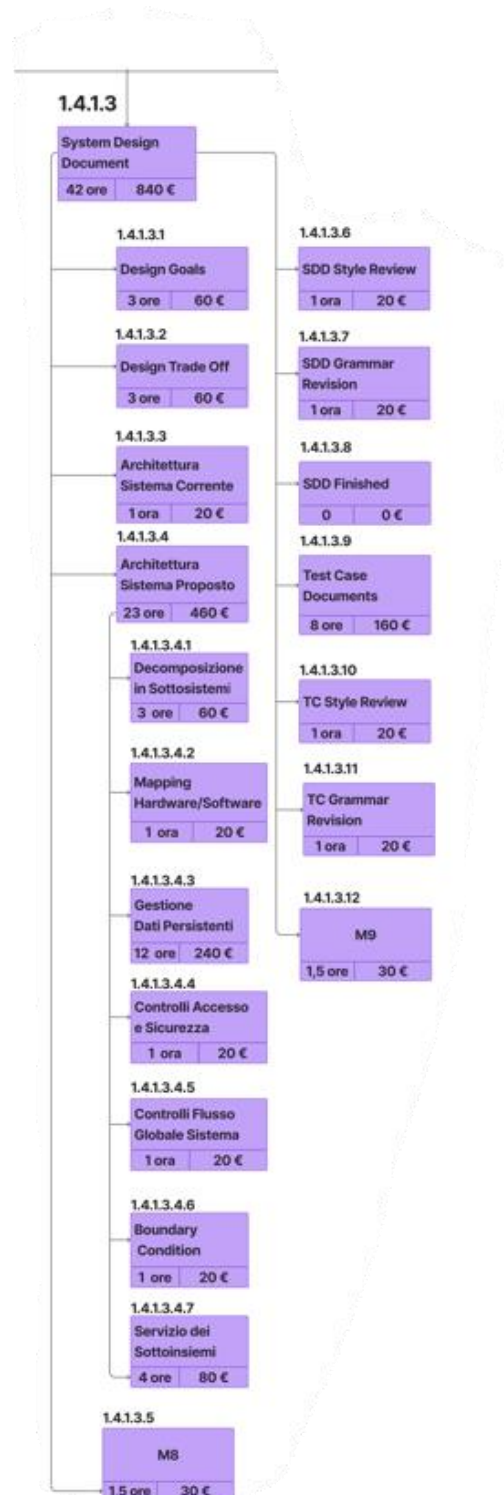 1.4.1.3
System Design
Document
42 ore 840 €
1.4.1.3.1
Design Goals
3 ore 60 €
1.4.1.3.2
Design Trade Off
3 ore 60 €
1.4.1.3.3
Architettura
Sistema Corrente
1 ora 20 €
1.4.1.3.4
Architettura
Sistema Proposto
23 ore 460 €
1.4.1.3.4.1
Decomposizione
in Sottosistemi
3 ore 60 €
1.4.1.3.4.2
Mapping
Hardware/Software
1 ora 20 €
1.4.1.3.4.3
Gestione
Dati Persistenti
12 ore 240 €
1.4.1.3.4.4
Controlli Accesso
e Sicurezza
1 ora 20 €
1.4.1.3.4.5
Controlli Flusso
Globale Sistema
1 ora 20 €
1.4.1.3.4.6
Boundary
Condition
1 ore 20 €
1.4.1.3.4.7
Servizio dei
Sottoinsiemi
4 ore 80 €
1.4.1.3.5
M8
1,5 ore 30 €
1.4.1.3.6
SDD Style Review
1 ora 20 €
1.4.1.3.7
SDD Grammar
Revision
1 ora 20 €
1.4.1.3.8
SDD Finished
0 0 €
1.4.1.3.9
Test Case
Documents
8 ore 160 €
1.4.1.3.10
TC Style Review
1 ora 20 €
1.4.1.3.11
TC Grammar
Revision
1 ora 20 €
1.4.1.3.12
M9
1,5 ore 30 €